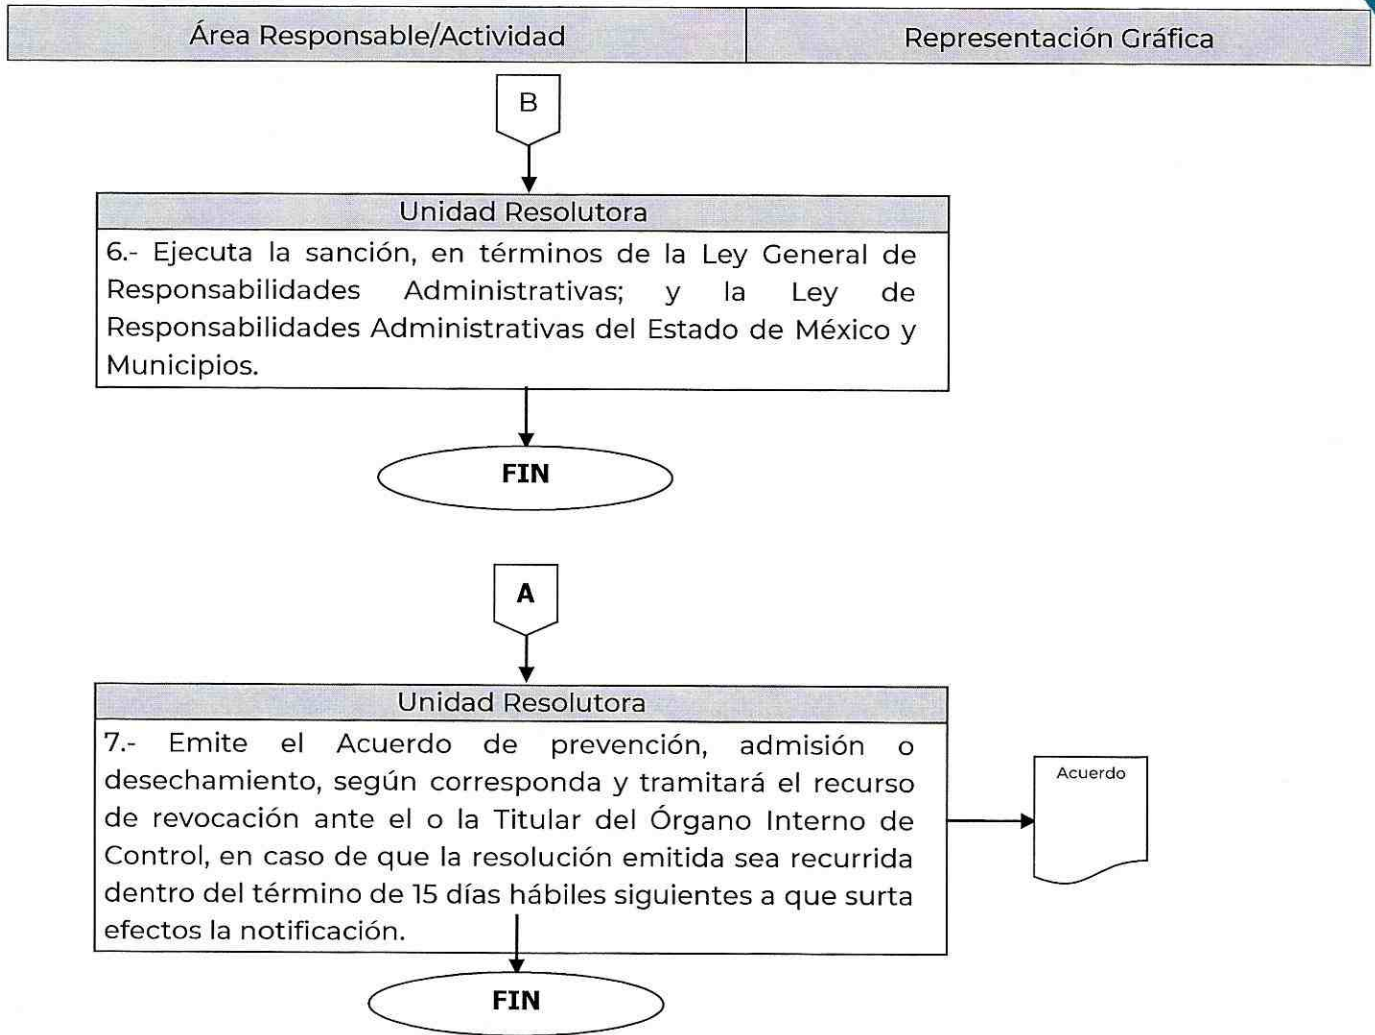 Área Responsable/Actividad
Representación Gráfica
B
Unidad Resolutora
6.- Ejecuta la sanción, en términos de la Ley General de
Responsabilidades Administrativas; y la Ley de
Responsabilidades Administrativas del Estado de México y
Municipios.
FIN
A
Unidad Resolutora
7.- Emite el Acuerdo de prevención, admisión o
desechamiento, según corresponda y tramitará el recurso
de revocación ante el o la Titular del Órgano Interno de
Control, en caso de que la resolución emitida sea recurrida
dentro del término de 15 días hábiles siguientes a que surta
efectos la notificación.
Acuerdo
FIN